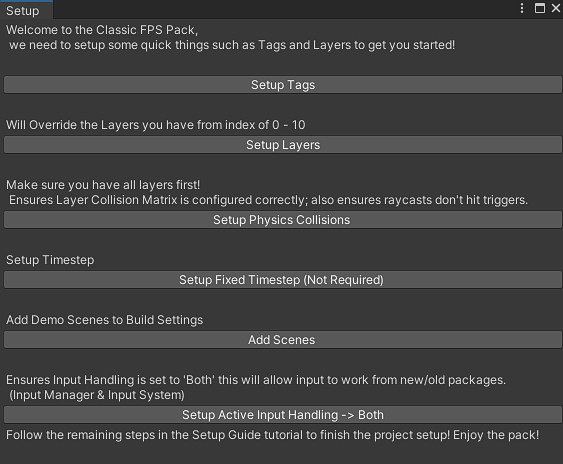 Setup
Welcome to the Classic FPS Pack,
we need to setup some quick things such as Tags and Layers to get you started!
Setup Tags
Will Override the Layers you have from index of 0 - 10
Setup Layers
Make sure you have all layers first!
Ensures Layer Collision Matrix is configured correctly; also ensures raycasts don't hit triggers.
Setup Physics Collisions
Setup Timestep
Setup Fixed Timestep (Not Required)
Add Demo Scenes to Build Settings
Add Scenes
Ensures Input Handling is set to 'Both' this will allow input to work from new/old packages.
(Input Manager & Input System)
Setup Active Input Handling -> Both
Follow the remaining steps in the Setup Guide tutorial to finish the project setup! Enjoy the pack!